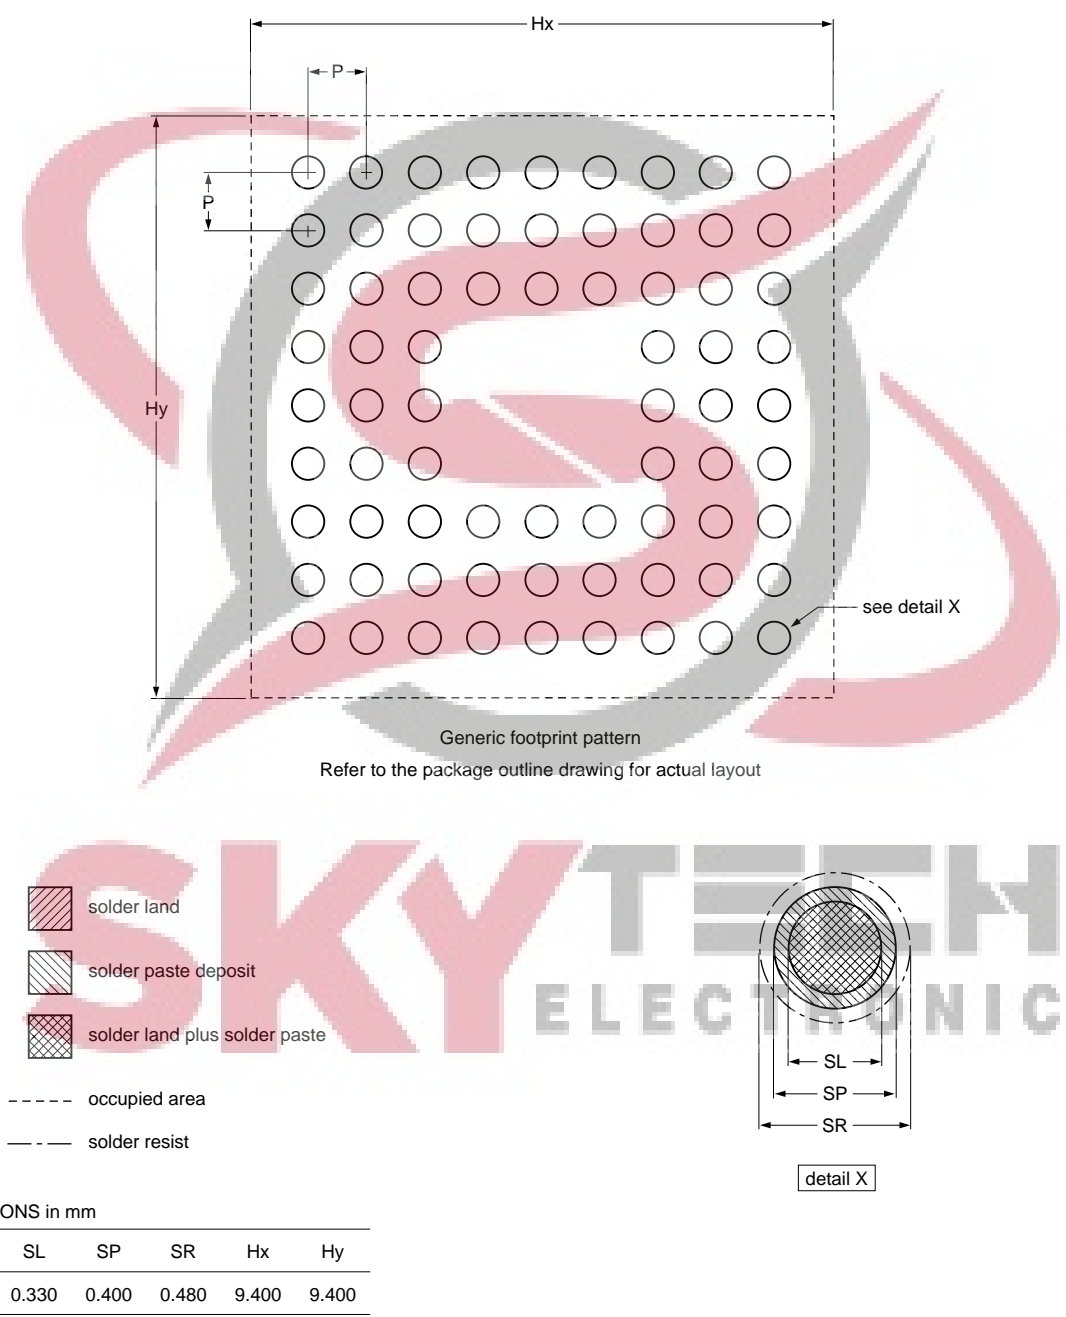 Hx
P
P
Hy
see detail X
Generic footprint pattern
Refer to the package outline drawing for actual layout
SKYTECH
ELECTRONIC
solder land
solder paste deposit
solder land plus solder paste
occupied area
solder resist
SL
SP
SR
detail X
ONS in mm
SL SP SR Hx Hy
0.330 0.400 0.480 9.400 9.400